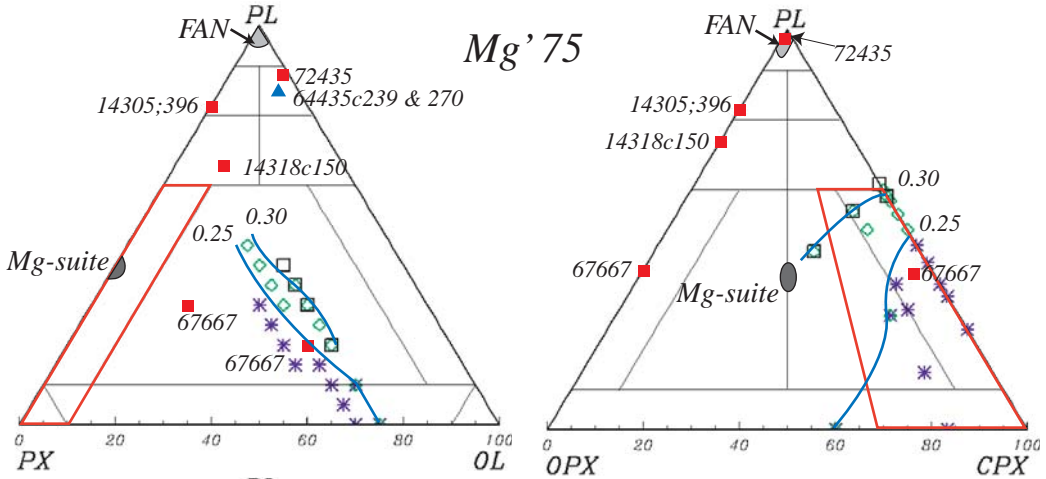 PL
FAN
72435
64435c239 & 270
14305;396
14318c150
0.30
0.25
Mg-suite
67667
67667
0 20 40 60 80 100
PX OL
Mg’ 75
PL
FAN
72435
14305;396
14318c150
0.30
0.25
67667
67667
Mg-suite
0 20 40 60 80 100
OPX CPX